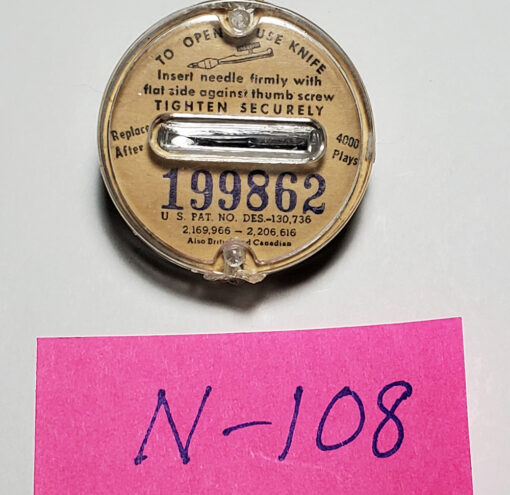 TO OPEN USE KNIFE
Insert needle firmly with
flat side against thumb screw
TIGHTEN SECURELY
Replace After
4000 Plays
199862
U. S. PAT. NO. DES.-130,736
2,169,966 — 2,206,616
Also British and Canadian
N-108